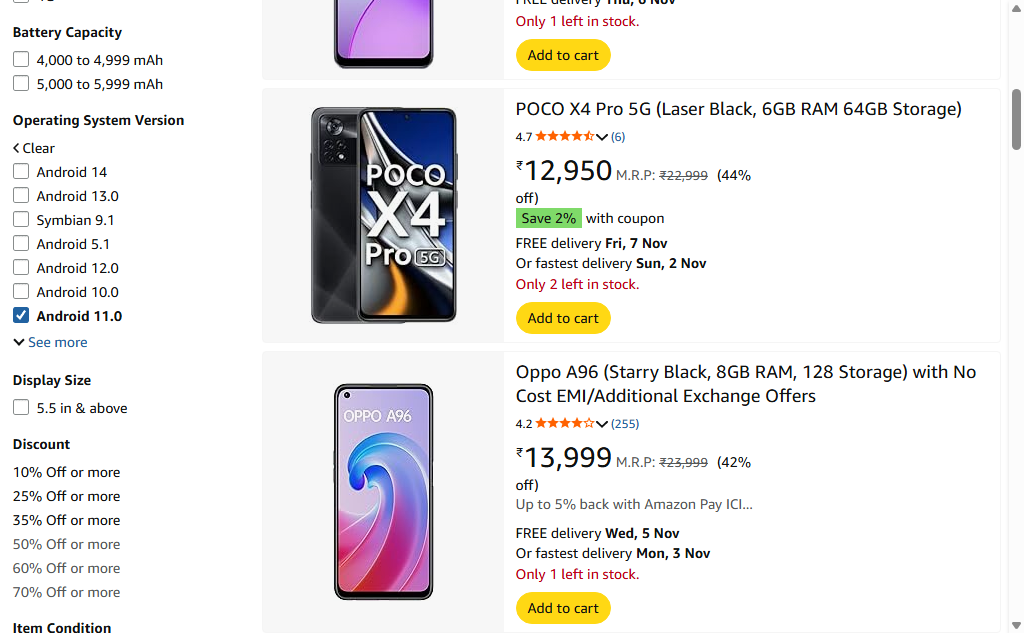 Battery Capacity
4,000 to 4,999 mAh
5,000 to 5,999 mAh
Operating System Version
Clear
Android 14
Android 13.0
Symbian 9.1
Android 5.1
Android 12.0
Android 10.0
Android 11.0
See more
Display Size
5.5 in & above
Discount
10% Off or more
25% Off or more
35% Off or more
50% Off or more
60% Off or more
70% Off or more
Item Condition
FREE delivery Thu, 6 Nov
Only 1 left in stock.
Add to cart
POCO
X4
Pro 5G
POCO X4 Pro 5G (Laser Black, 6GB RAM 64GB Storage)
4.7 (6)
₹12,950 M.R.P: ₹22,999 (44%
off)
Save 2% with coupon
FREE delivery Fri, 7 Nov
Or fastest delivery Sun, 2 Nov
Only 2 left in stock.
Add to cart
OPPO A96
Oppo A96 (Starry Black, 8GB RAM, 128 Storage) with No
Cost EMI/Additional Exchange Offers
4.2 (255)
₹13,999 M.R.P: ₹23,999 (42%
off)
Up to 5% back with Amazon Pay ICI...
FREE delivery Wed, 5 Nov
Or fastest delivery Mon, 3 Nov
Only 1 left in stock.
Add to cart